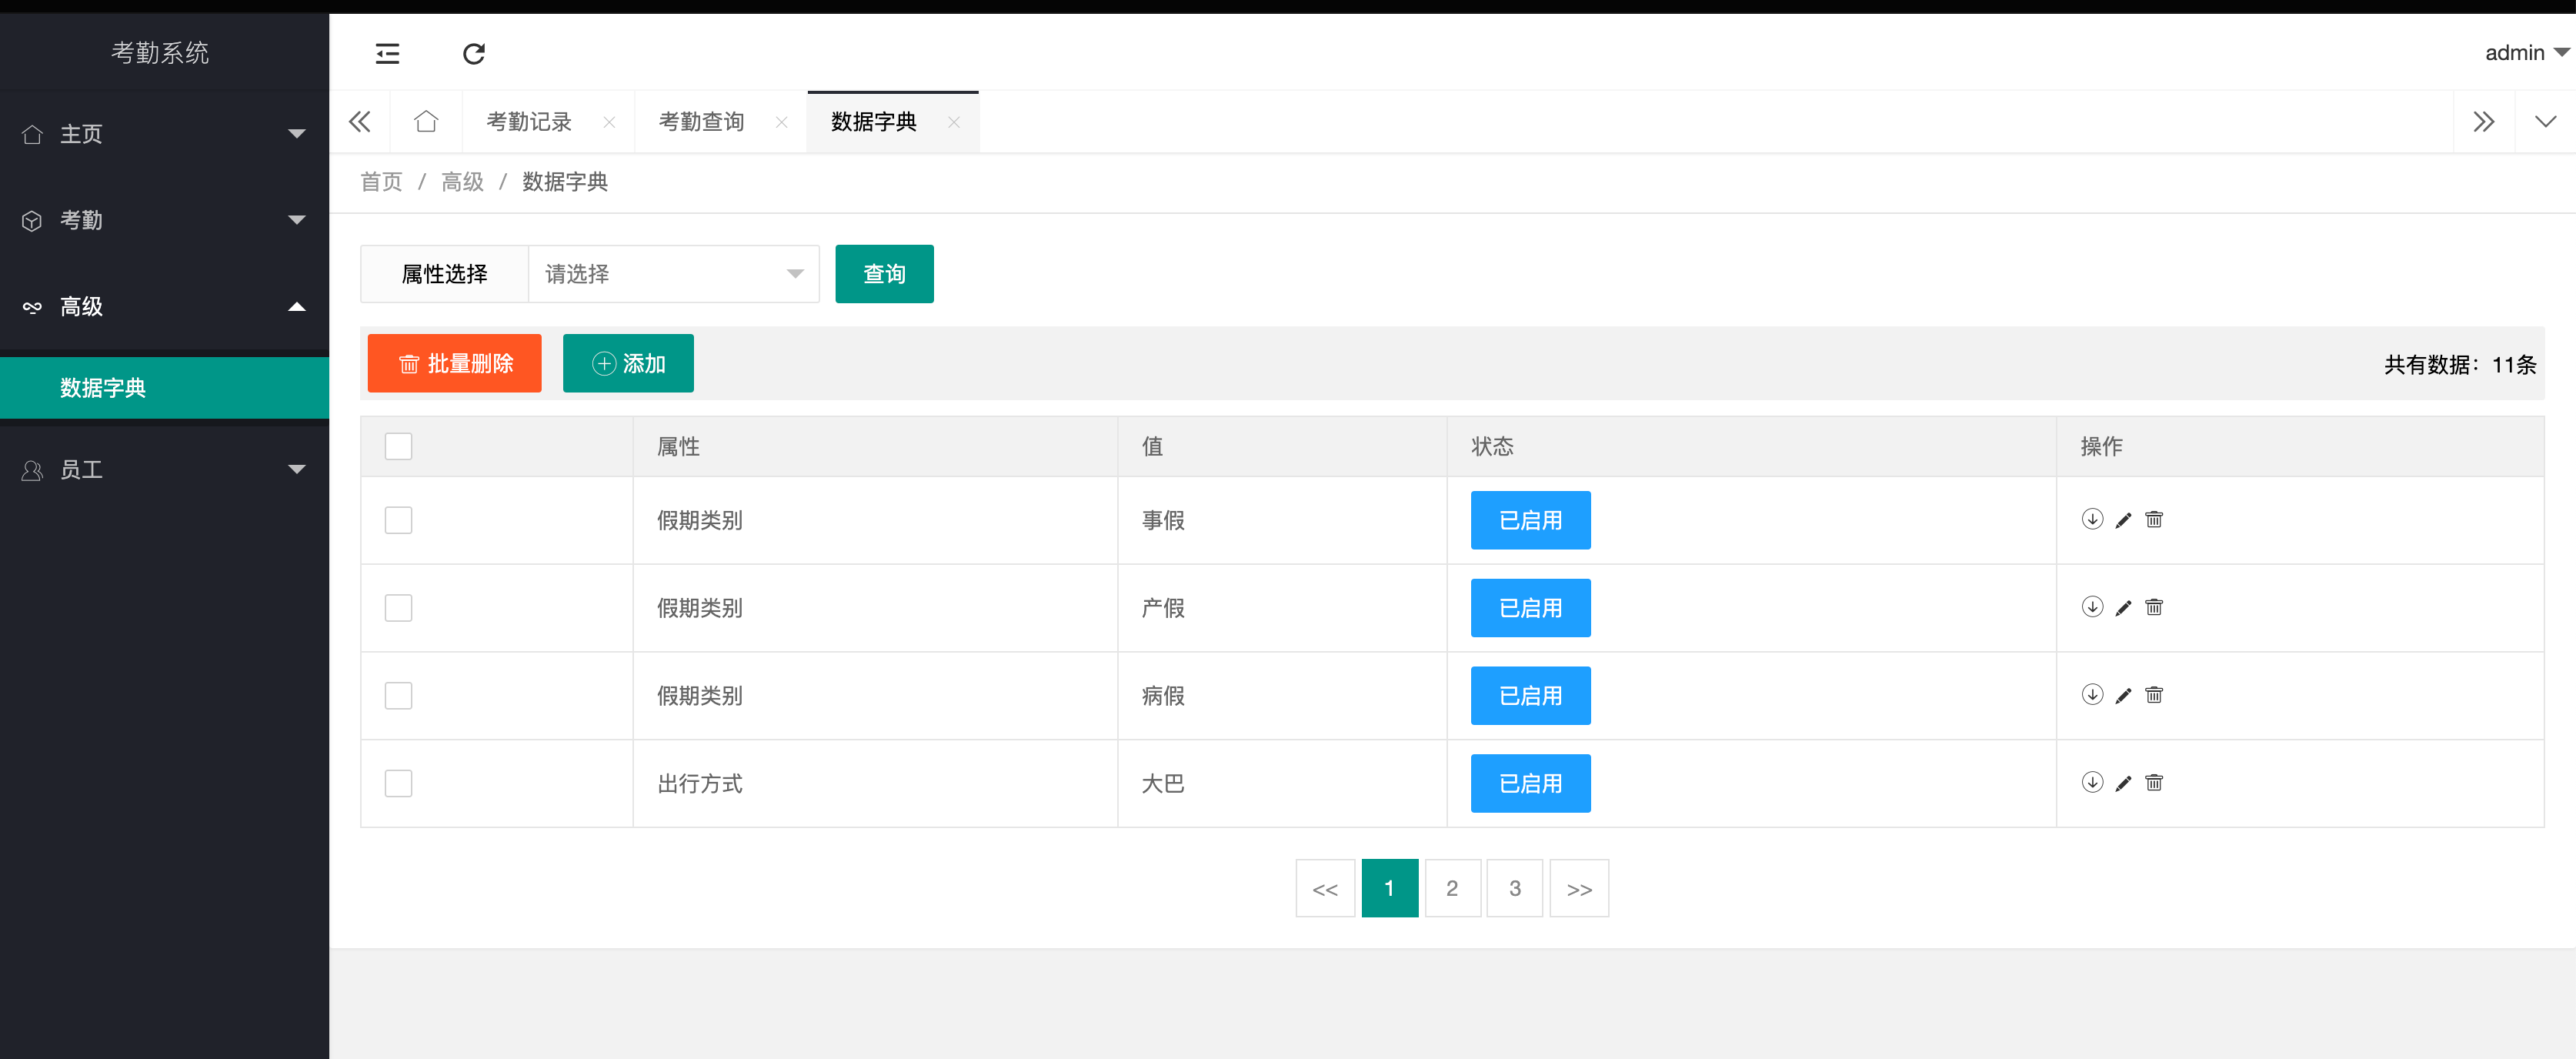 考勤系统
admin
主页
考勤记录
考勤查询
数据字典
首页 / 高级 / 数据字典
考勤
属性选择
请选择
查询
高级
批量删除
添加
共有数据：11条
数据字典
属性 值 状态 操作
员工
假期类别 事假 已启用
假期类别 产假 已启用
假期类别 病假 已启用
出行方式 大巴 已启用
<< 1 2 3 >>